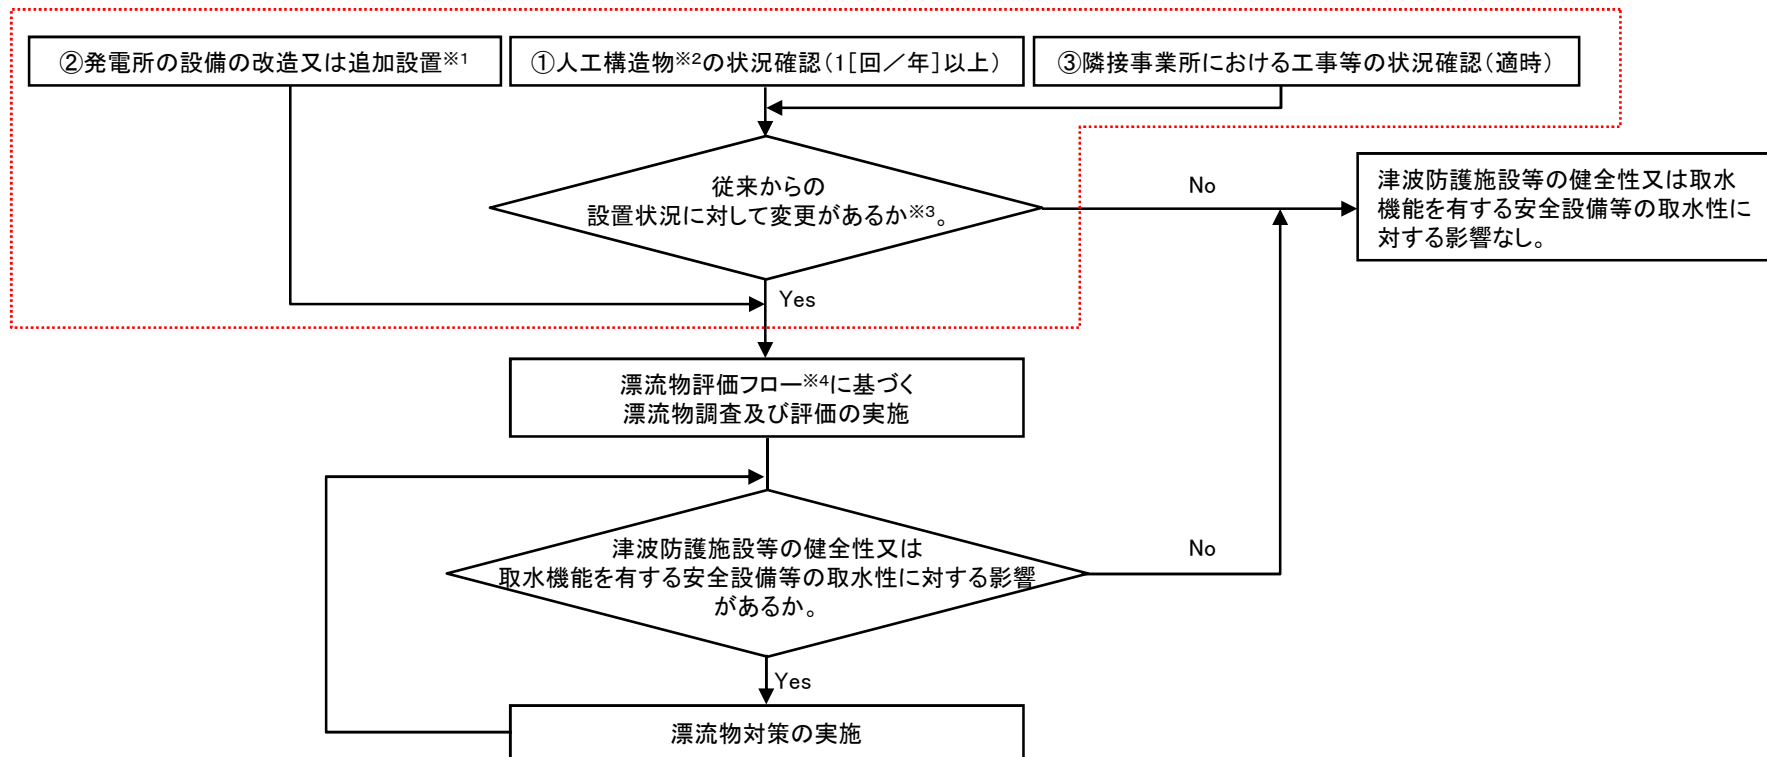 ②発電所の設備の改造又は追加設置※1
①人工構造物※2の状況確認(1[回／年]以上)
③隣接事業所における工事等の状況確認(適時)
従来からの
設置状況に対して変更があるか※3。
No
津波防護施設等の健全性又は取水
機能を有する安全設備等の取水性に
対する影響なし。
Yes
漂流物評価フロー※4に基づく
漂流物調査及び評価の実施
津波防護施設等の健全性又は
取水機能を有する安全設備等の取水性に対する影響
があるか。
No
Yes
漂流物対策の実施